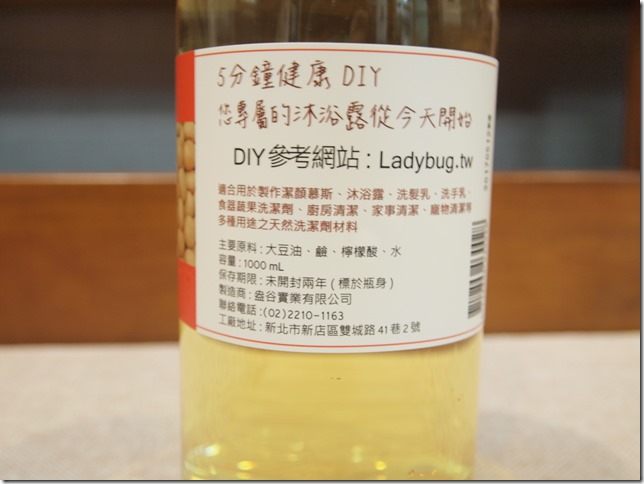 5分鐘健康 DIY
您專屬的沐浴露從今天開始
DIY參考網站：Ladybug.tw
適合用於製作潔顏慕斯、沐浴露、洗髮乳、洗手乳、
食器蔬果洗潔劑、廚房清潔、家事清潔、寵物清潔等
多種用途之天然洗潔劑材料
主要原料：大豆油、鹼、檸檬酸、水
容量：1000 mL
保存期限：未開封兩年(標於瓶身)
製造商：盎谷實業有限公司
聯絡電話：(02)2210-1163
工廠地址：新北市新店區雙城路41巷2號